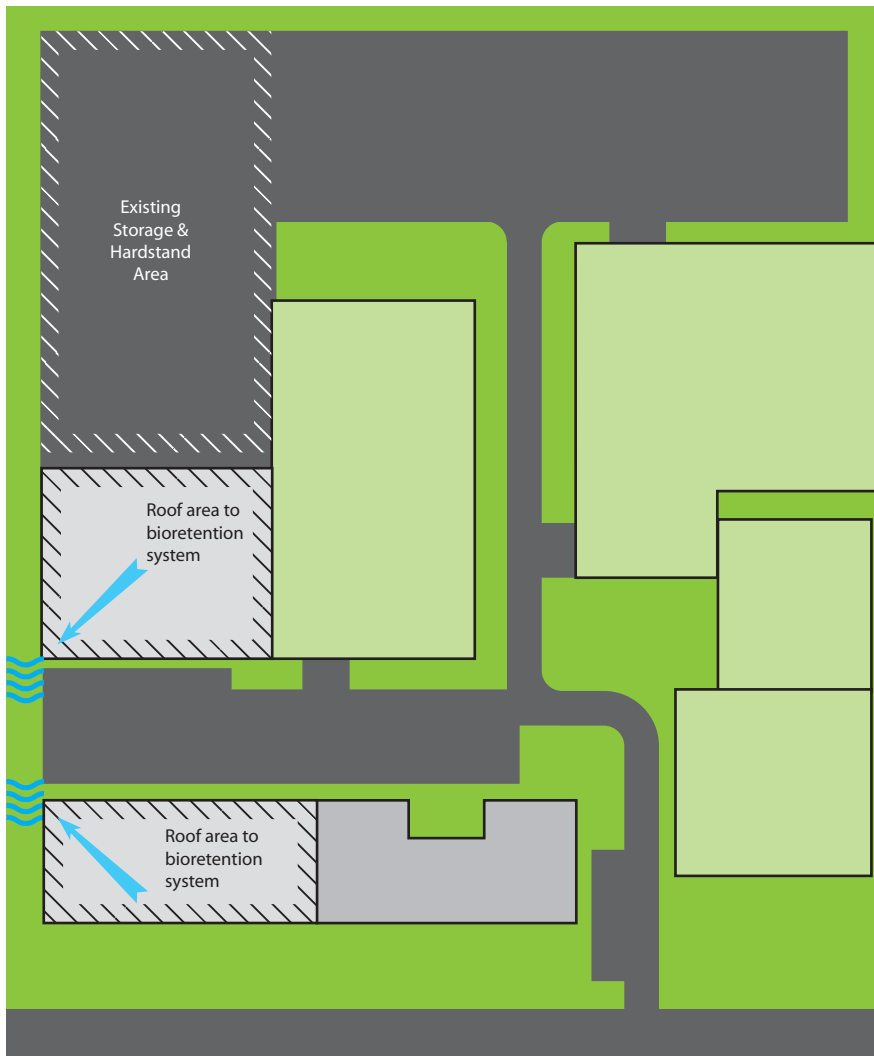 Existing
Storage &
Hardstand
Area
Roof area to
bioretention
system
Roof area to
bioretention
system